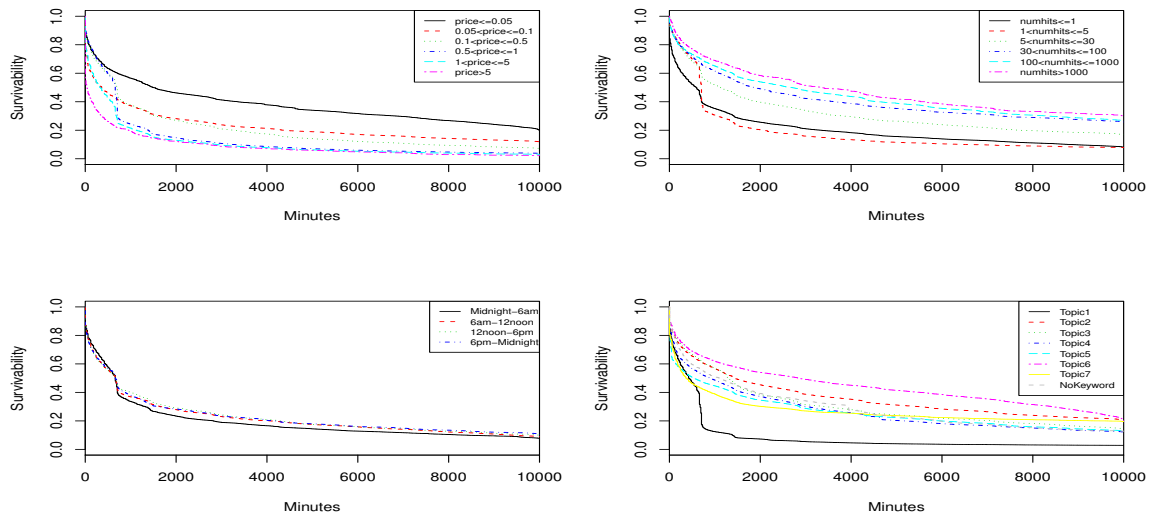 Survivability
0.0 0.2 0.4 0.6 0.8 1.0
price<=0.05
0.05<price<=0.1
0.1<price<=0.5
0.5<price<=1
1<price<=5
price>5
0 2000 4000 6000 8000 10000
Minutes
Survivability
0.0 0.2 0.4 0.6 0.8 1.0
numhits<=1
1<numhits<=5
5<numhits<=30
30<numhits<=100
100<numhits<=1000
numhits>1000
0 2000 4000 6000 8000 10000
Minutes
Survivability
0.0 0.2 0.4 0.6 0.8 1.0
Midnight−6am
6am−12noon
12noon−6pm
6pm−Midnight
0 2000 4000 6000 8000 10000
Minutes
Survivability
0.0 0.2 0.4 0.6 0.8 1.0
Topic1
Topic2
Topic3
Topic4
Topic5
Topic6
Topic7
NoKeyword
0 2000 4000 6000 8000 10000
Minutes